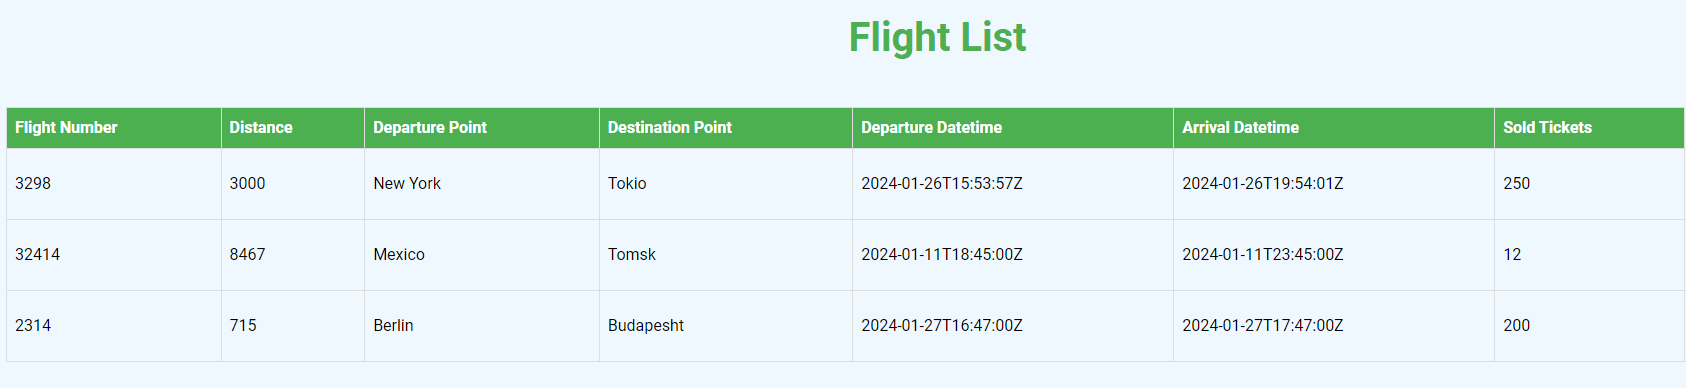 Flight List
Flight Number Distance Departure Point Destination Point Departure Datetime Arrival Datetime Sold Tickets
3298 3000 New York Tokio 2024-01-26T15:53:57Z 2024-01-26T19:54:01Z 250
32414 8467 Mexico Tomsk 2024-01-11T18:45:00Z 2024-01-11T23:45:00Z 12
2314 715 Berlin Budapesht 2024-01-27T16:47:00Z 2024-01-27T17:47:00Z 200